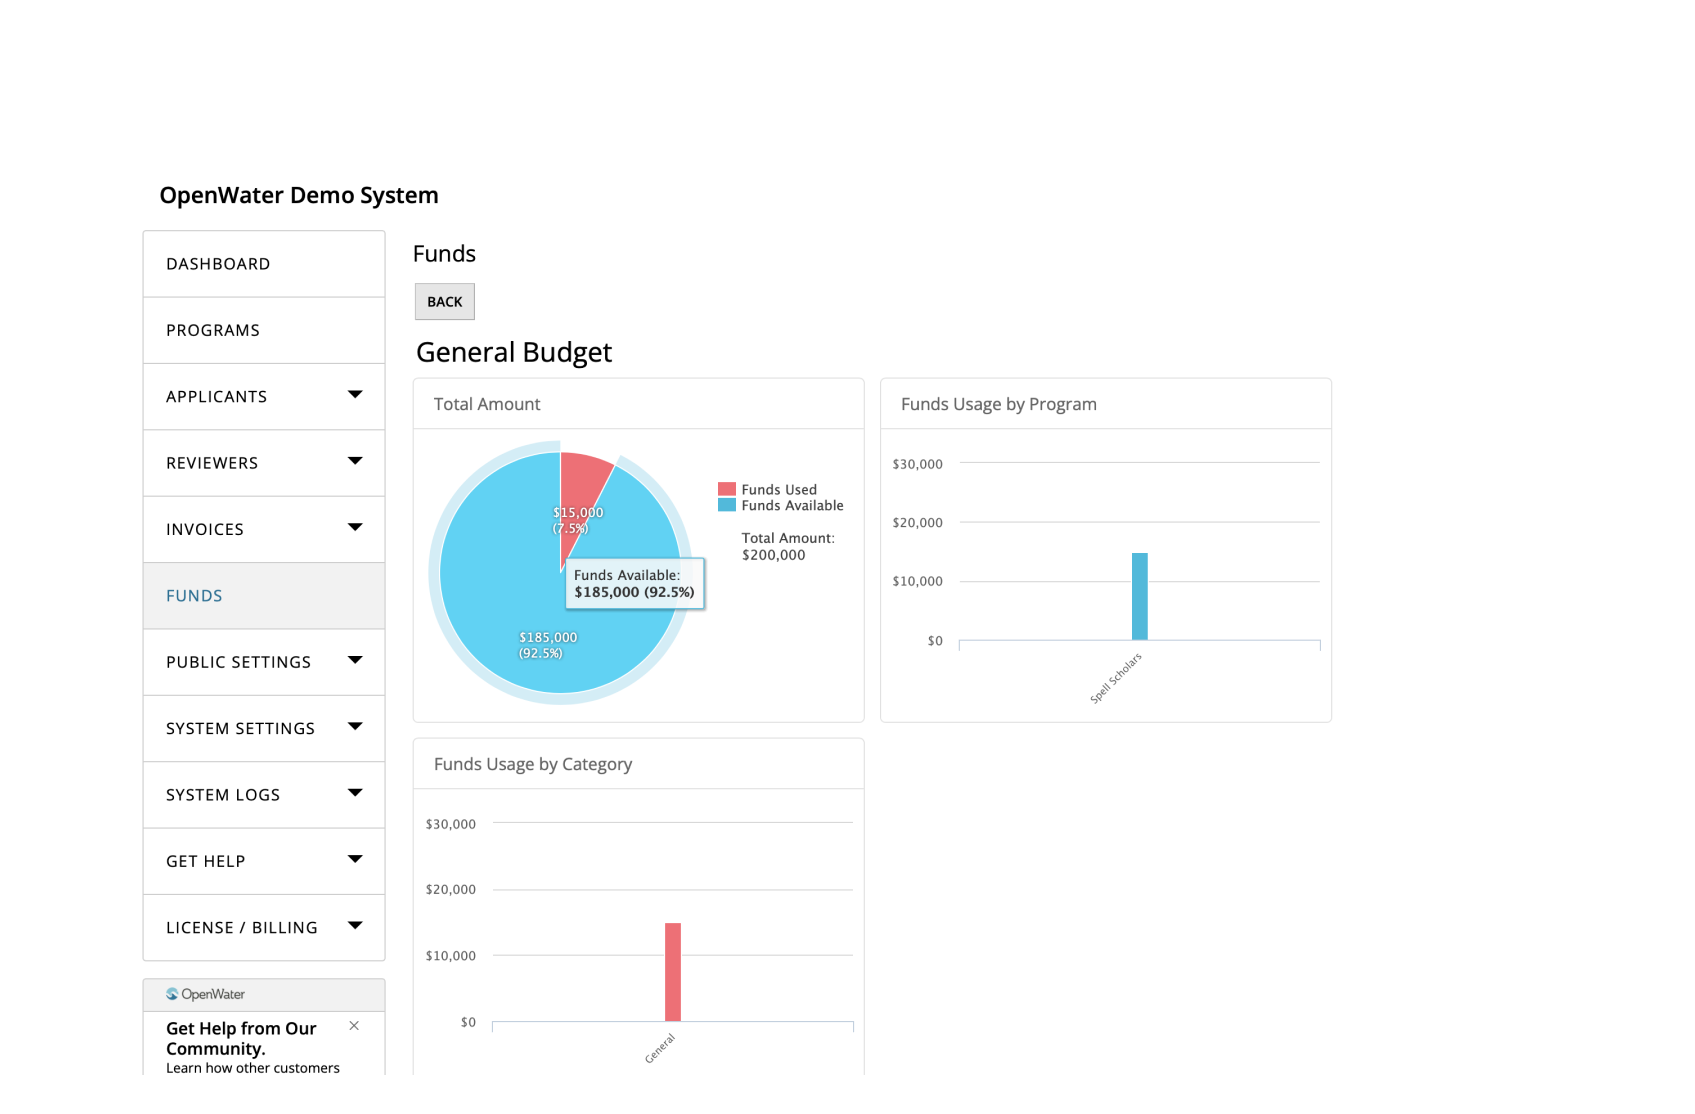 OpenWater Demo System
DASHBOARD
PROGRAMS
APPLICANTS
REVIEWERS
INVOICES
FUNDS
PUBLIC SETTINGS
SYSTEM SETTINGS
SYSTEM LOGS
GET HELP
LICENSE / BILLING
OpenWater
Get Help from Our
Community.
Learn how other customers
Funds
BACK
General Budget
Total Amount
$15,000
(7.5%)
Funds Available:
$185,000 (92.5%)
$185,000
(92.5%)
Funds Used
Funds Available
Total Amount:
$200,000
Funds Usage by Program
$30,000
$20,000
$10,000
$0
Spell Scholars
Funds Usage by Category
$30,000
$20,000
$10,000
$0
General